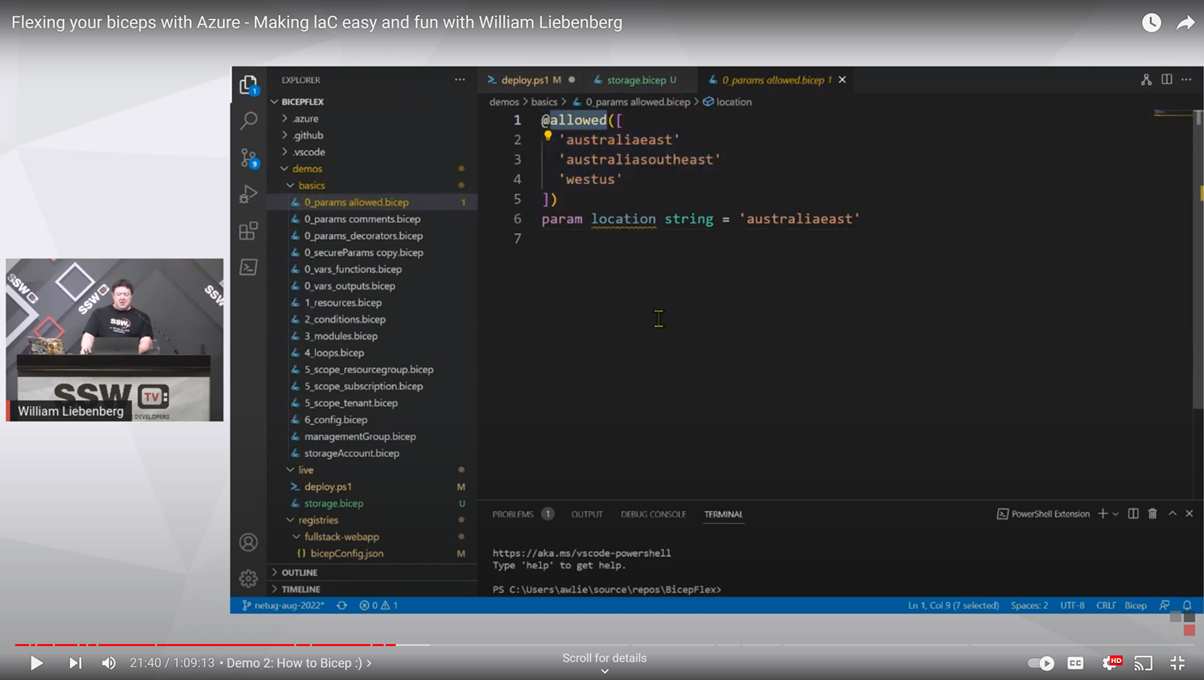 Flexing your biceps with Azure - Making IaC easy and fun with William Liebenberg
EXPLORER
BICEPFLEX
.azure
.github
.vscode
demos
basics
0_params allowed.bicep 1
0_params comments.bicep
0_params_decorators.bicep
0_secureParams copy.bicep
0_vars_functions.bicep
0_vars_outputs.bicep
1_resources.bicep
2_conditions.bicep
3_modules.bicep
4_loops.bicep
5_scope_resourcegroup.bicep
5_scope_subscription.bicep
5_scope_tenant.bicep
6_config.bicep
managementGroup.bicep
storageAccount.bicep
live
deploy.ps1 M
storage.bicep U
registries
fullstack-webapp
{} bicepConfig.json M
OUTLINE
TIMELINE
deploy.ps1 M
storage.bicep U
0_params allowed.bicep 1
demos > basics > 0_params allowed.bicep > location
1 @allowed([
2 'australiaeast'
3 'australiasoutheast'
4 'westus'
5 ])
6 param location string = 'australiaeast'
7
PROBLEMS 1 OUTPUT DEBUG CONSOLE TERMINAL
PowerShell Extension
https://aka.ms/vscode-powershell
Type 'help' to get help.
PS C:\Users\awlie\source\repos\BicepFlex>
1
9
netug-aug-2022* 0 1
Ln 1, Col 9 (7 selected) Spaces: 2 UTF-8 CRLF Bicep
SSW
SSW
SSW
SSW
SSW TV
William Liebenberg
DEVELOPERS
21:40 / 1:09:13 • Demo 2: How to Bicep :) >
Scroll for details
CC
HD